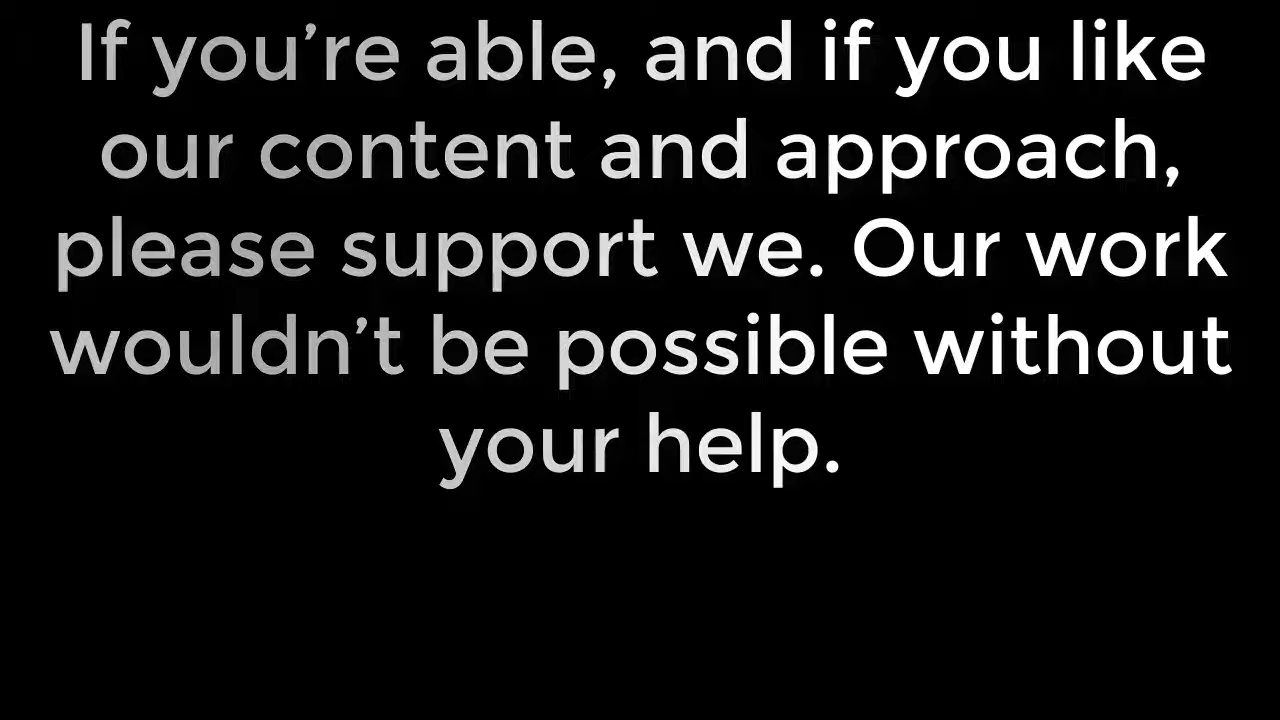 If you’re able, and if you like
our content and approach,
please support we. Our work
wouldn’t be possible without
your help.